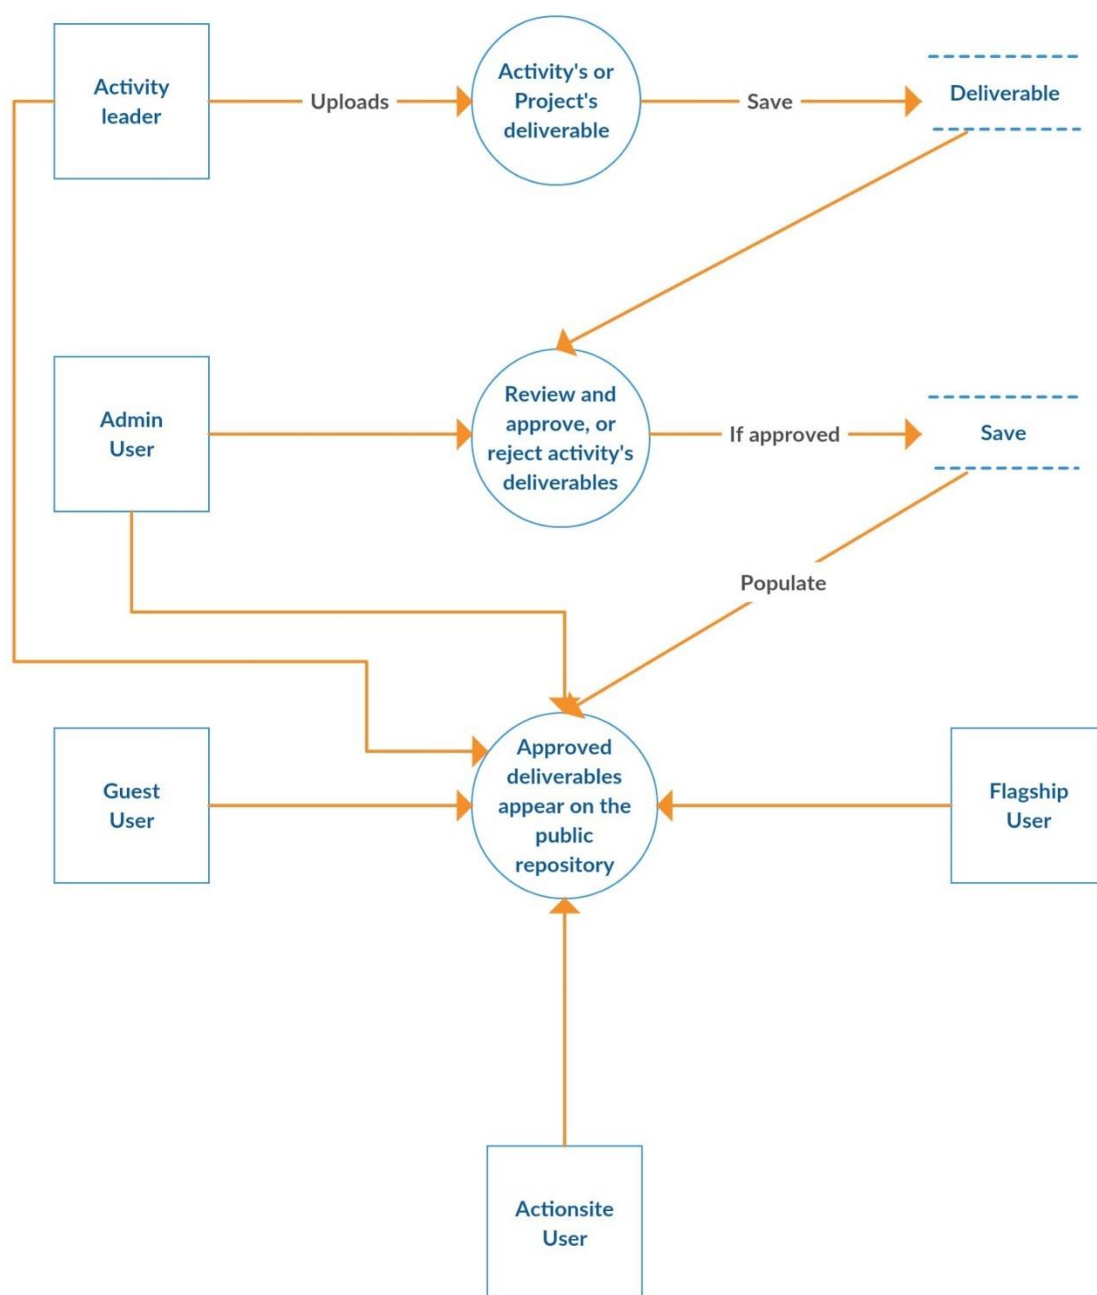 Activity
leader
Uploads
Activity's or
Project's
deliverable
Save
Deliverable
Admin
User
Review and
approve, or
reject activity's
deliverables
If approved
Save
Populate
Guest
User
Approved
deliverables
appear on the
public
repository
Flagship
User
Actionsite
User